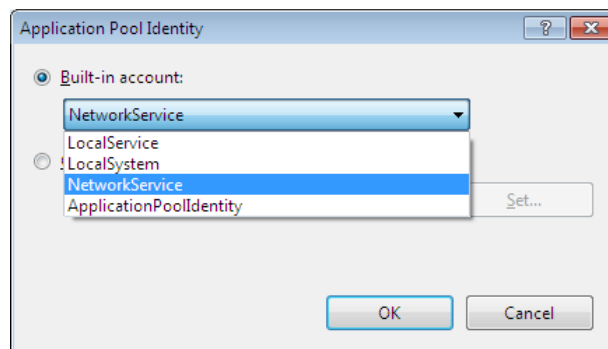 Application Pool Identity
Built-in account:
NetworkService
LocalService
LocalSystem
NetworkService
ApplicationPoolIdentity
Set...
OK
Cancel